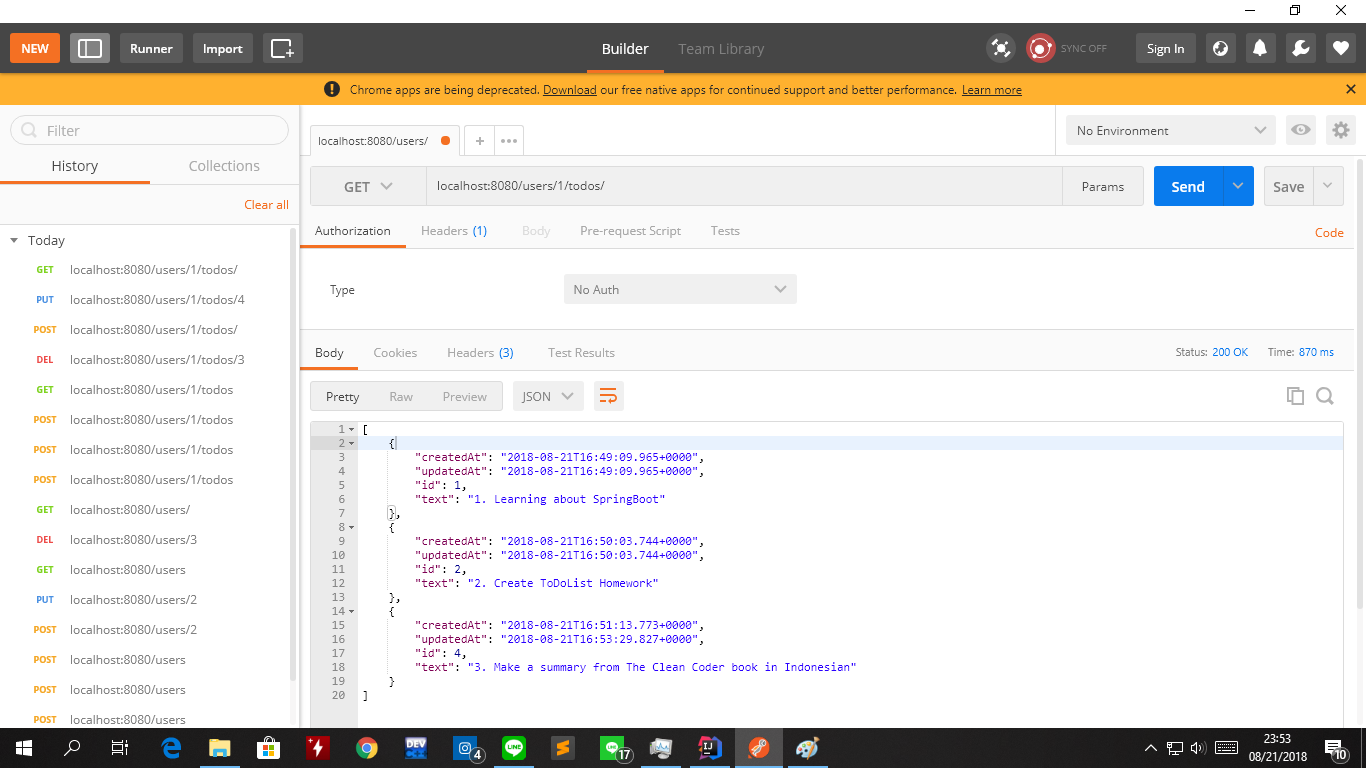 NEW Runner Import Builder Team Library SYNC OFF Sign In
Chrome apps are being deprecated. Download our free native apps for continued support and better performance. Learn more
Filter
History Collections
Clear all
Today
GET localhost:8080/users/1/todos/
PUT localhost:8080/users/1/todos/4
POST localhost:8080/users/1/todos/
DEL localhost:8080/users/1/todos/3
GET localhost:8080/users/1/todos
POST localhost:8080/users/1/todos
POST localhost:8080/users/1/todos
POST localhost:8080/users/1/todos
GET localhost:8080/users/
DEL localhost:8080/users/3
GET localhost:8080/users
PUT localhost:8080/users/2
POST localhost:8080/users/2
POST localhost:8080/users
POST localhost:8080/users
POST localhost:8080/users
localhost:8080/users/ + ••• No Environment
GET localhost:8080/users/1/todos/ Params Send Save
Authorization Headers (1) Body Pre-request Script Tests Code
Type No Auth
Body Cookies Headers (3) Test Results Status: 200 OK Time: 870 ms
Pretty Raw Preview JSON
1 [
2 {
3 "createdAt": "2018-08-21T16:49:09.965+0000",
4 "updatedAt": "2018-08-21T16:49:09.965+0000",
5 "id": 1,
6 "text": "1. Learning about SpringBoot"
7 },
8 {
9 "createdAt": "2018-08-21T16:50:03.744+0000",
10 "updatedAt": "2018-08-21T16:50:03.744+0000",
11 "id": 2,
12 "text": "2. Create ToDoList Homework"
13 },
14 {
15 "createdAt": "2018-08-21T16:51:13.773+0000",
16 "updatedAt": "2018-08-21T16:53:29.827+0000",
17 "id": 4,
18 "text": "3. Make a summary from The Clean Coder book in Indonesian"
19 }
20 ]
DEV 4 LINE LINE 17 IJ 23:53 10
08/21/2018